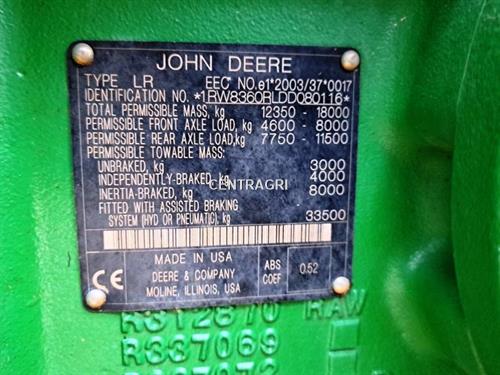 JOHN DEERE
TYPE LR EEC NO.e1*2003/37*0017
IDENTIFICATION NO. *1RW8360RLDD080116*
TOTAL PERMISSIBLE MASS, kg 12350 - 18000
PERMISSIBLE FRONT AXLE LOAD, kg 4600 - 8000
PERMISSIBLE REAR AXLE LOAD,kg 7750 - 11500
PERMISSIBLE TOWABLE MASS:
UNBRAKED, kg 3000
INDEPENDENTLY-BRAKED, kg 4000
CENTRAGRI
INERTIA-BRAKED, kg 8000
FITTED WITH ASSISTED BRAKING
SYSTEM (HYD OR PNEUMATIC), kg 33500
MADE IN USA
DEERE & COMPANY
MOLINE, ILLINOIS, USA
ABS
COEF 0.52
CE
R312870 RAW
R337069